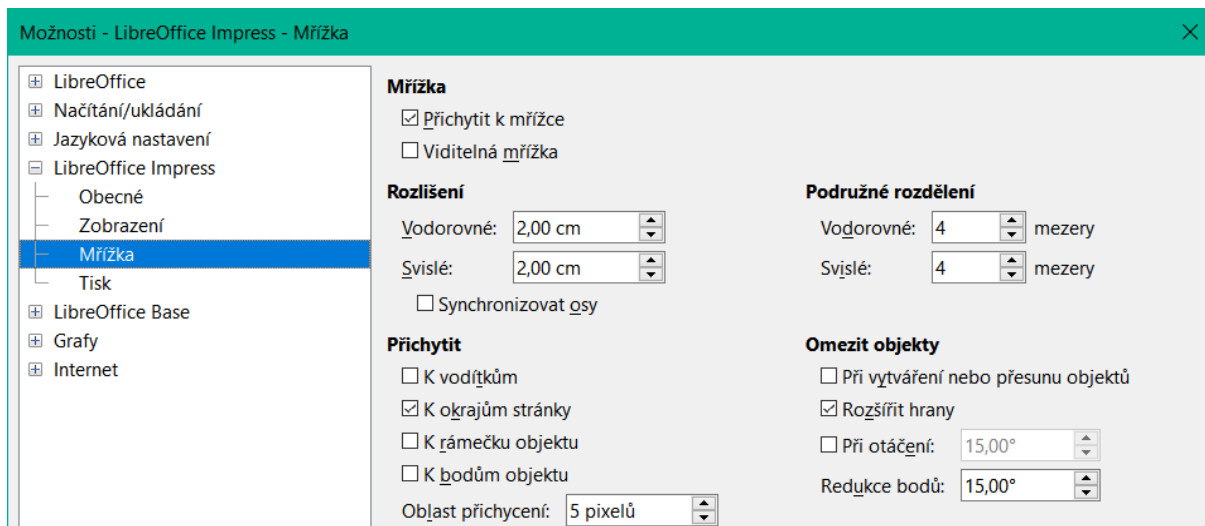 Možnosti - LibreOffice Impress - Mřížka
LibreOffice
Načítání/ukládání
Jazyková nastavení
LibreOffice Impress
Obecné
Zobrazení
Mřížka
Tisk
LibreOffice Base
Grafy
Internet
Mřížka
Přichytit k mřížce
Viditelná mřížka
Rozlišení
Vodorovné: 2,00 cm
Svislé: 2,00 cm
Synchronizovat osy
Podružné rozdělení
Vodorovné: 4 mezery
Svislé: 4 mezery
Přichytit
K vodítkům
K okrajům stránky
K rámečku objektu
K bodům objektu
Oblast přichycení: 5 pixelů
Omezit objekty
Při vytváření nebo přesunu objektů
Rozšířit hrany
Při otáčení: 15,00°
Redukce bodů: 15,00°